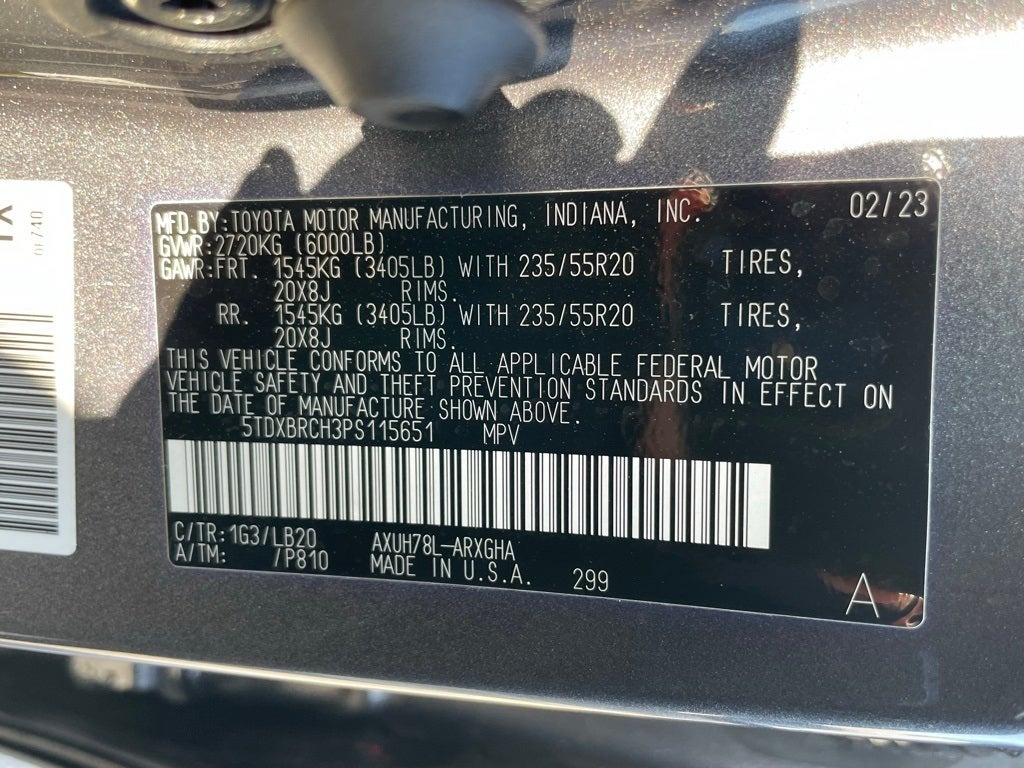 MFD.BY:TOYOTA MOTOR MANUFACTURING, INDIANA, INC. 02/23
GVWR:2720KG (6000LB)
GAWR:FRT. 1545KG (3405LB) WITH 235/55R20 TIRES,
20X8J RIMS.
RR. 1545KG (3405LB) WITH 235/55R20 TIRES,
20X8J RIMS.
THIS VEHICLE CONFORMS TO ALL APPLICABLE FEDERAL MOTOR
VEHICLE SAFETY AND THEFT PREVENTION STANDARDS IN EFFECT ON
THE DATE OF MANUFACTURE SHOWN ABOVE.
5TDXBRCH3PS115651 MPV
C/TR:1G3/LB20 AXUH78L-ARXGHA
A/TM: /P810 MADE IN U.S.A. 299
A